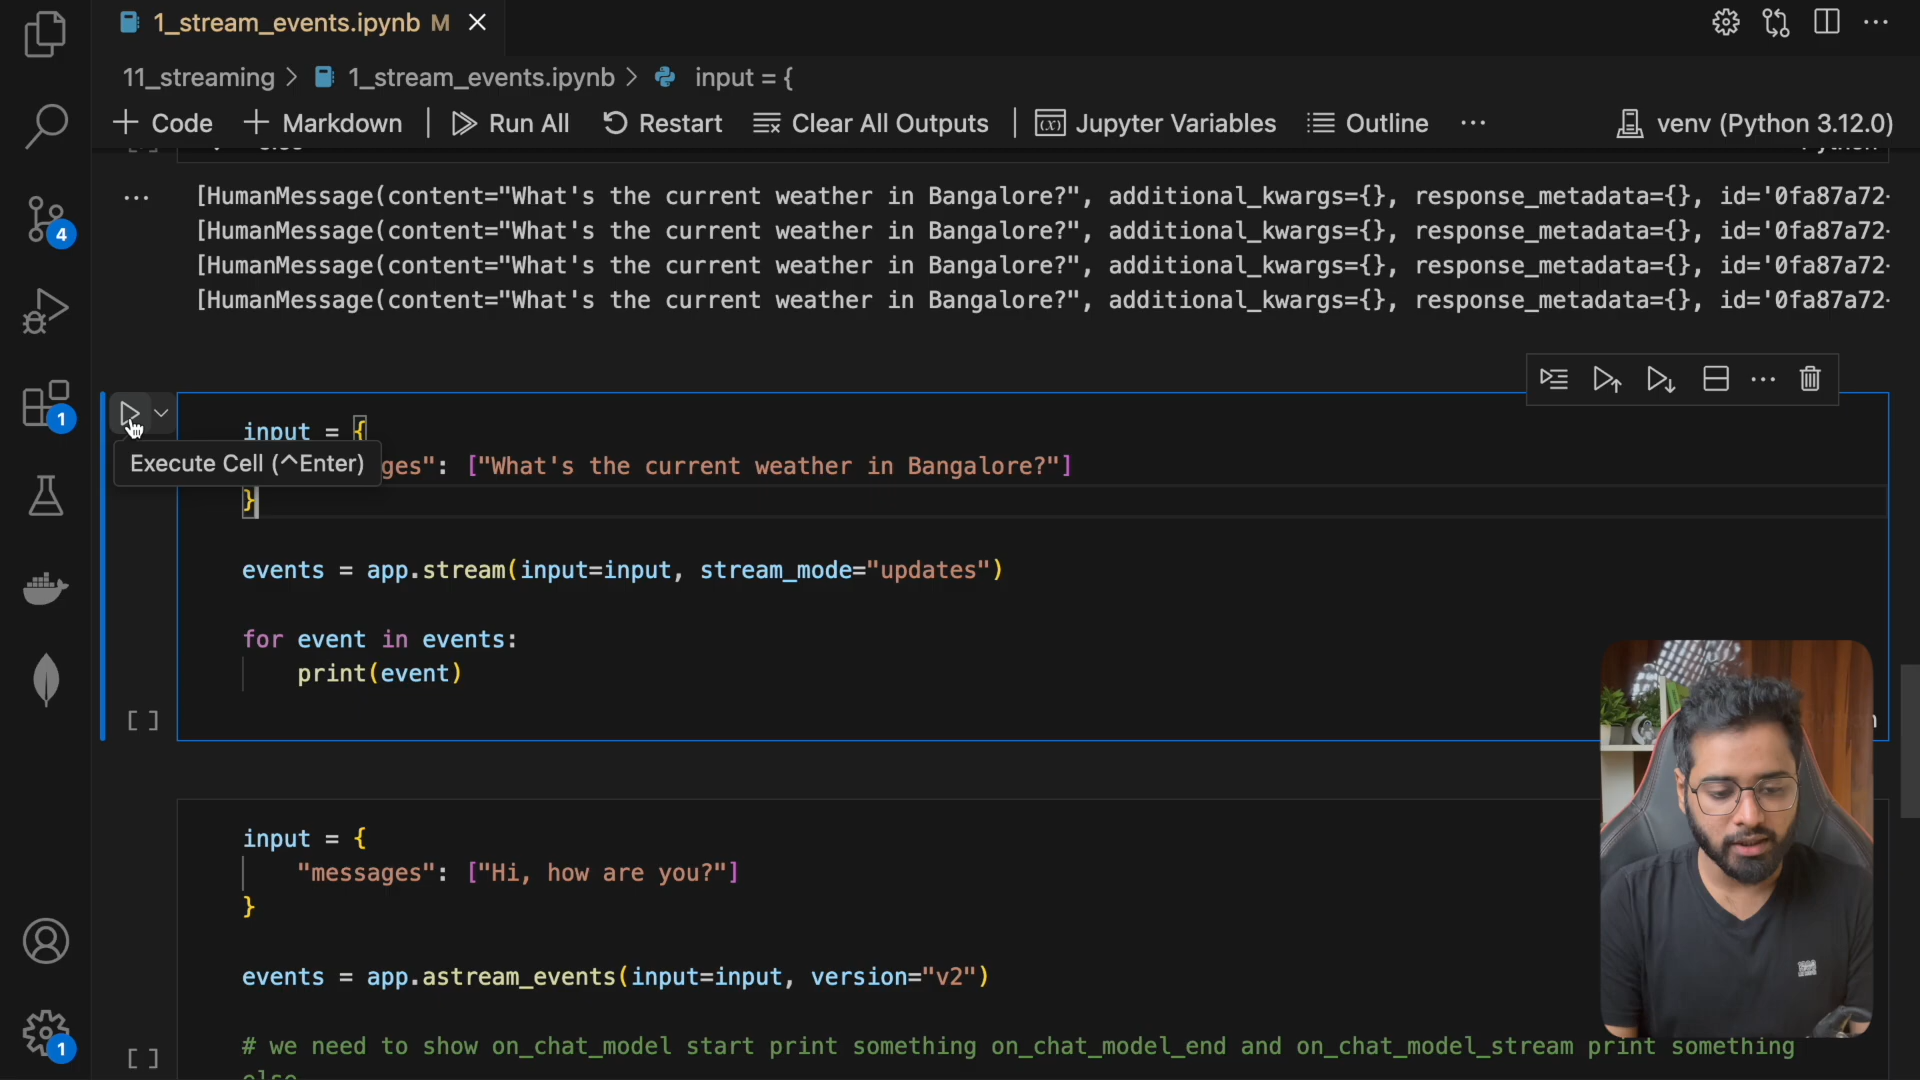 1_stream_events.ipynb M
11_streaming > 1_stream_events.ipynb > input = {
+ Code + Markdown | Run All Restart Clear All Outputs | Jupyter Variables Outline ··· venv (Python 3.12.0)
[HumanMessage(content="What's the current weather in Bangalore?", additional_kwargs={}, response_metadata={}, id='0fa87a72-
[HumanMessage(content="What's the current weather in Bangalore?", additional_kwargs={}, response_metadata={}, id='0fa87a72-
[HumanMessage(content="What's the current weather in Bangalore?", additional_kwargs={}, response_metadata={}, id='0fa87a72-
[HumanMessage(content="What's the current weather in Bangalore?", additional_kwargs={}, response_metadata={}, id='0fa87a72-
4
1
input = {
Execute Cell (^Enter)
ges": ["What's the current weather in Bangalore?"]
}
events = app.stream(input=input, stream_mode="updates")
for event in events:
print(event)
[ ]
input = {
"messages": ["Hi, how are you?"]
}
events = app.astream_events(input=input, version="v2")
# we need to show on_chat_model start print something on_chat_model_end and on_chat_model_stream print something
[ ]
1